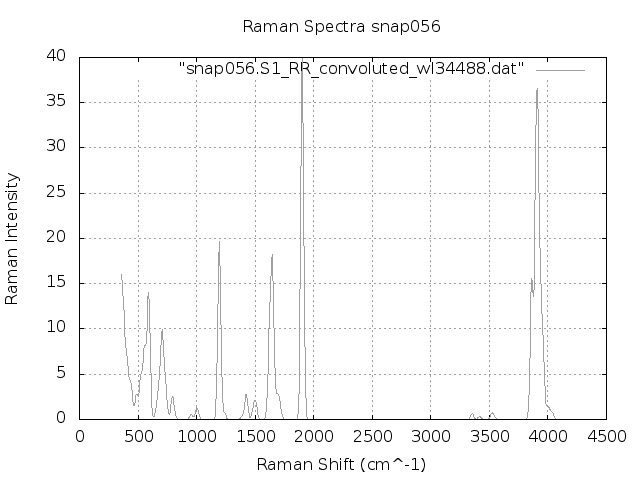 Raman Spectra snap056
"snap056.S1_RR_convoluted_wl34488.dat"
Raman Intensity
40
35
30
25
20
15
10
5
0
0 500 1000 1500 2000 2500 3000 3500 4000 4500
Raman Shift (cm^-1)